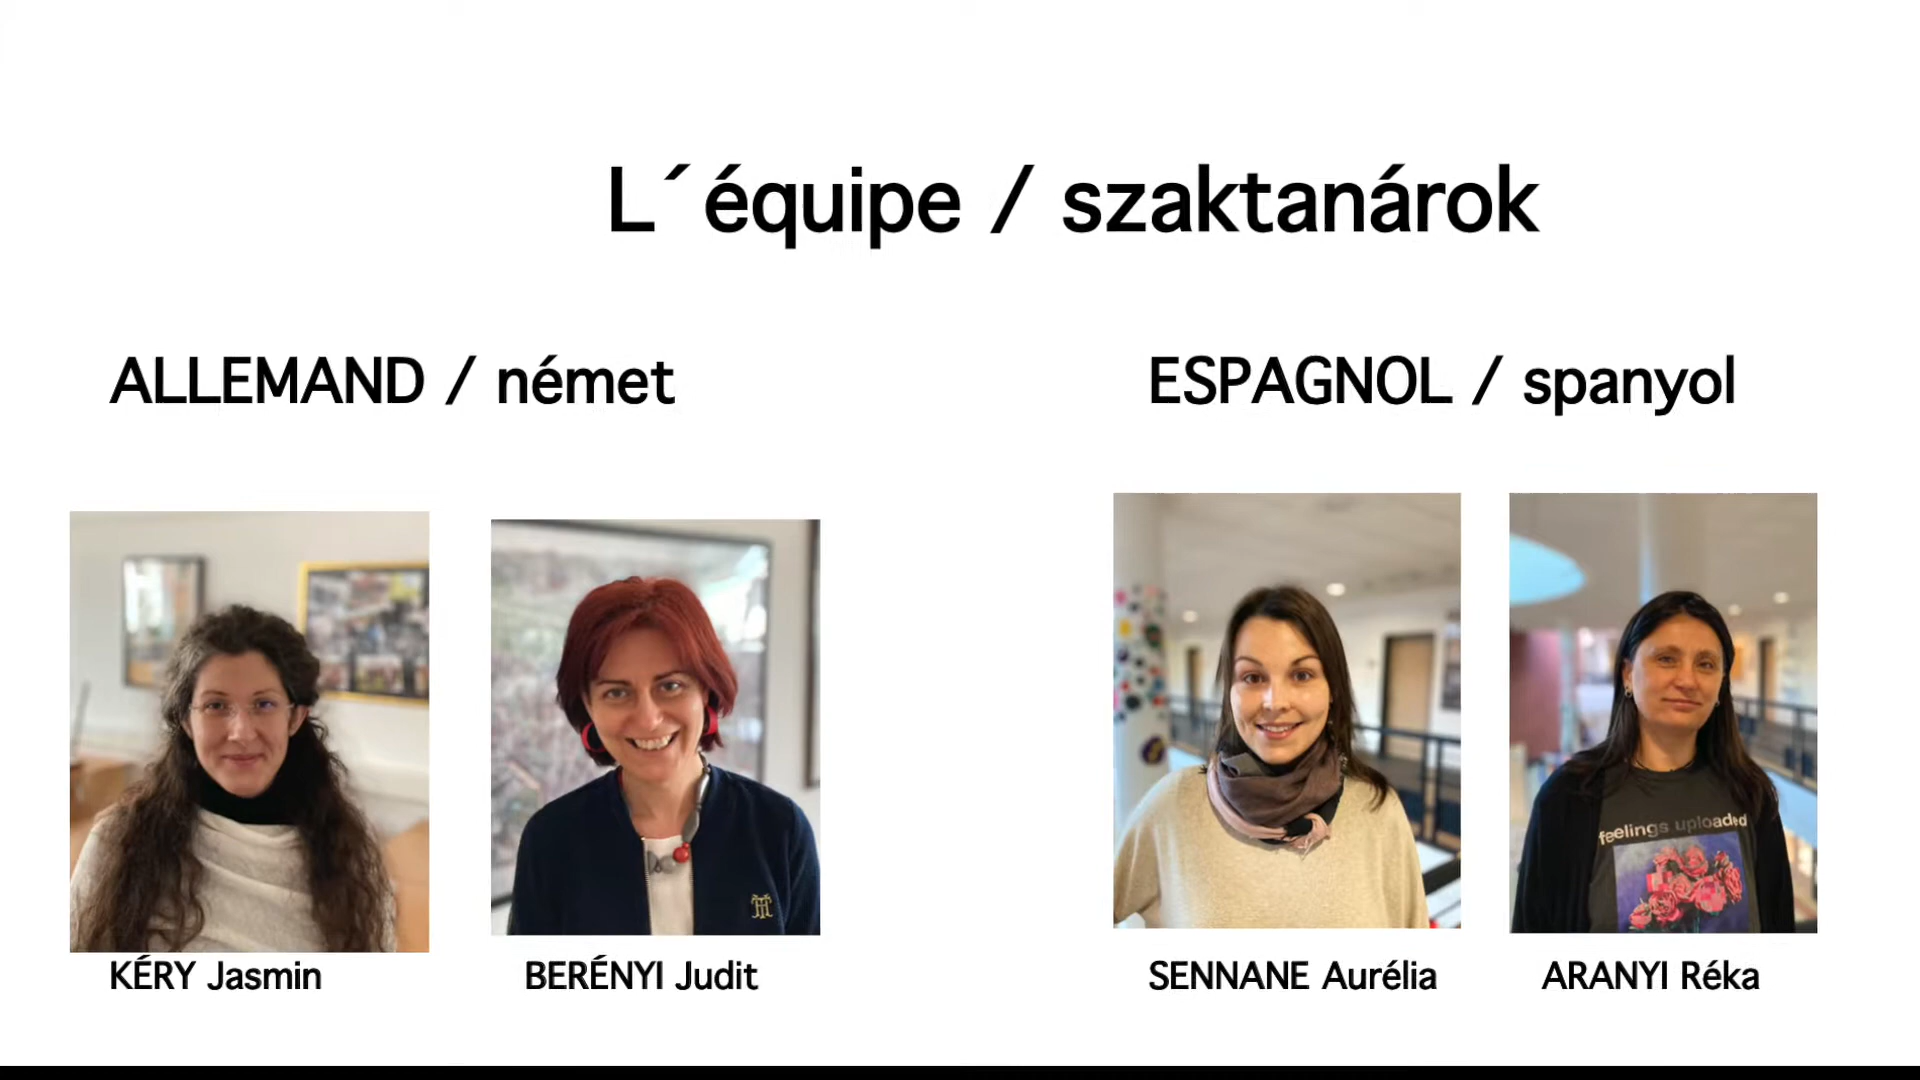 L´équipe / szaktanárok
ALLEMAND / német
ESPAGNOL / spanyol
feelings uploaded
KÉRY Jasmin
BERÉNYI Judit
SENNANE Aurélia
ARANYI Réka